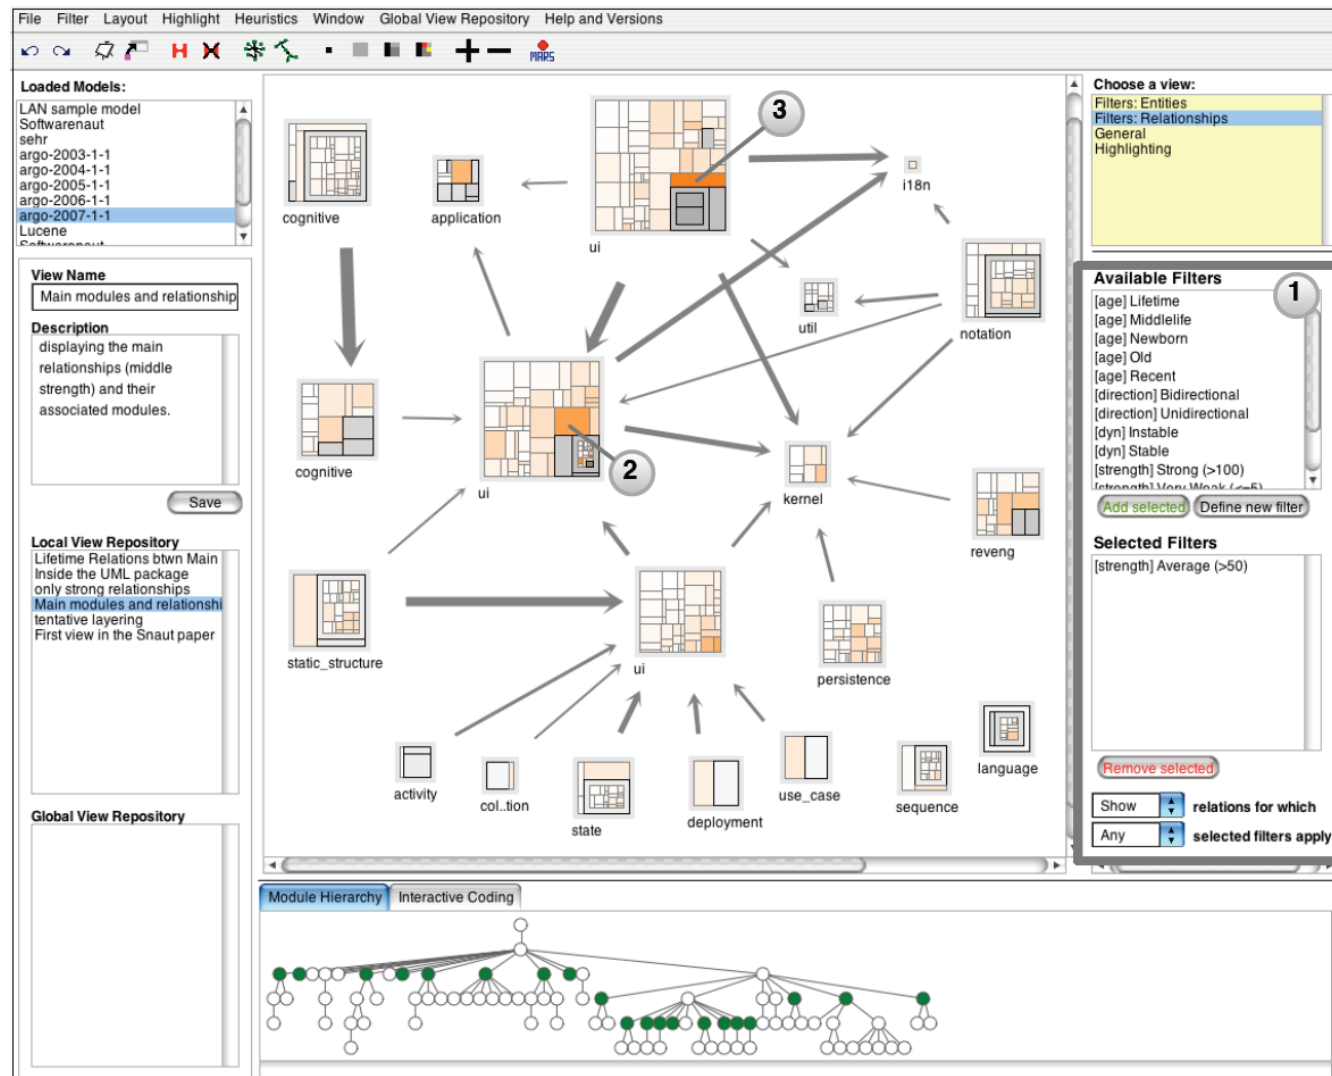 File Filter Layout Highlight Heuristics Window Global View Repository Help and Versions
MARS
Loaded Models:
LAN sample model
Softwarenaut
sehr
argo-2003-1-1
argo-2004-1-1
argo-2005-1-1
argo-2006-1-1
argo-2007-1-1
Lucene
Softwarenaut
View Name
Main modules and relationship
Description
displaying the main
relationships (middle
strength) and their
associated modules.
Save
Local View Repository
Lifetime Relations btwn Main
Inside the UML package
only strong relationships
Main modules and relationshi
tentative layering
First view in the Snaut paper
Global View Repository
cognitive
application
ui
3
i18n
util
notation
cognitive
ui
2
kernel
reveng
static_structure
ui
persistence
activity
col..tion
state
deployment
use_case
sequence
language
Choose a view:
Filters: Entities
Filters: Relationships
General
Highlighting
Available Filters
1
[age] Lifetime
[age] Middlelife
[age] Newborn
[age] Old
[age] Recent
[direction] Bidirectional
[direction] Unidirectional
[dyn] Instable
[dyn] Stable
[strength] Strong (>100)
[strength] Very Weak (<=5)
Add selected
Define new filter
Selected Filters
[strength] Average (>50)
Remove selected
Show relations for which
Any selected filters apply
Module Hierarchy
Interactive Coding